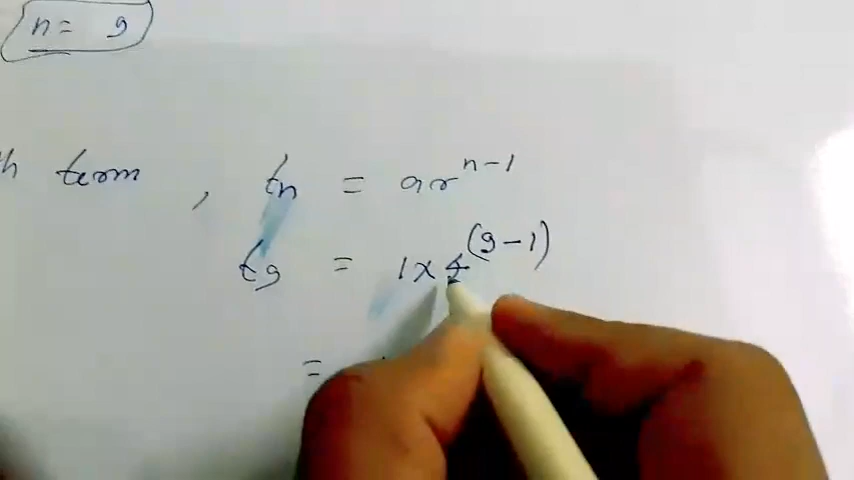 n = 9
term , tn = ar^n-1
t9 = 1 x 4^(9-1)
=